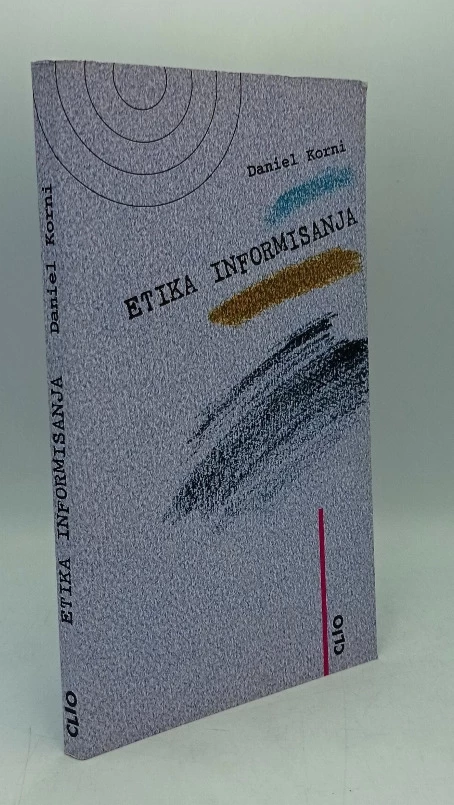 Daniel Korni
ETIKA INFORMISANJA
CLIO
ETIKA INFORMISANJA Daniel Korni
CLIO